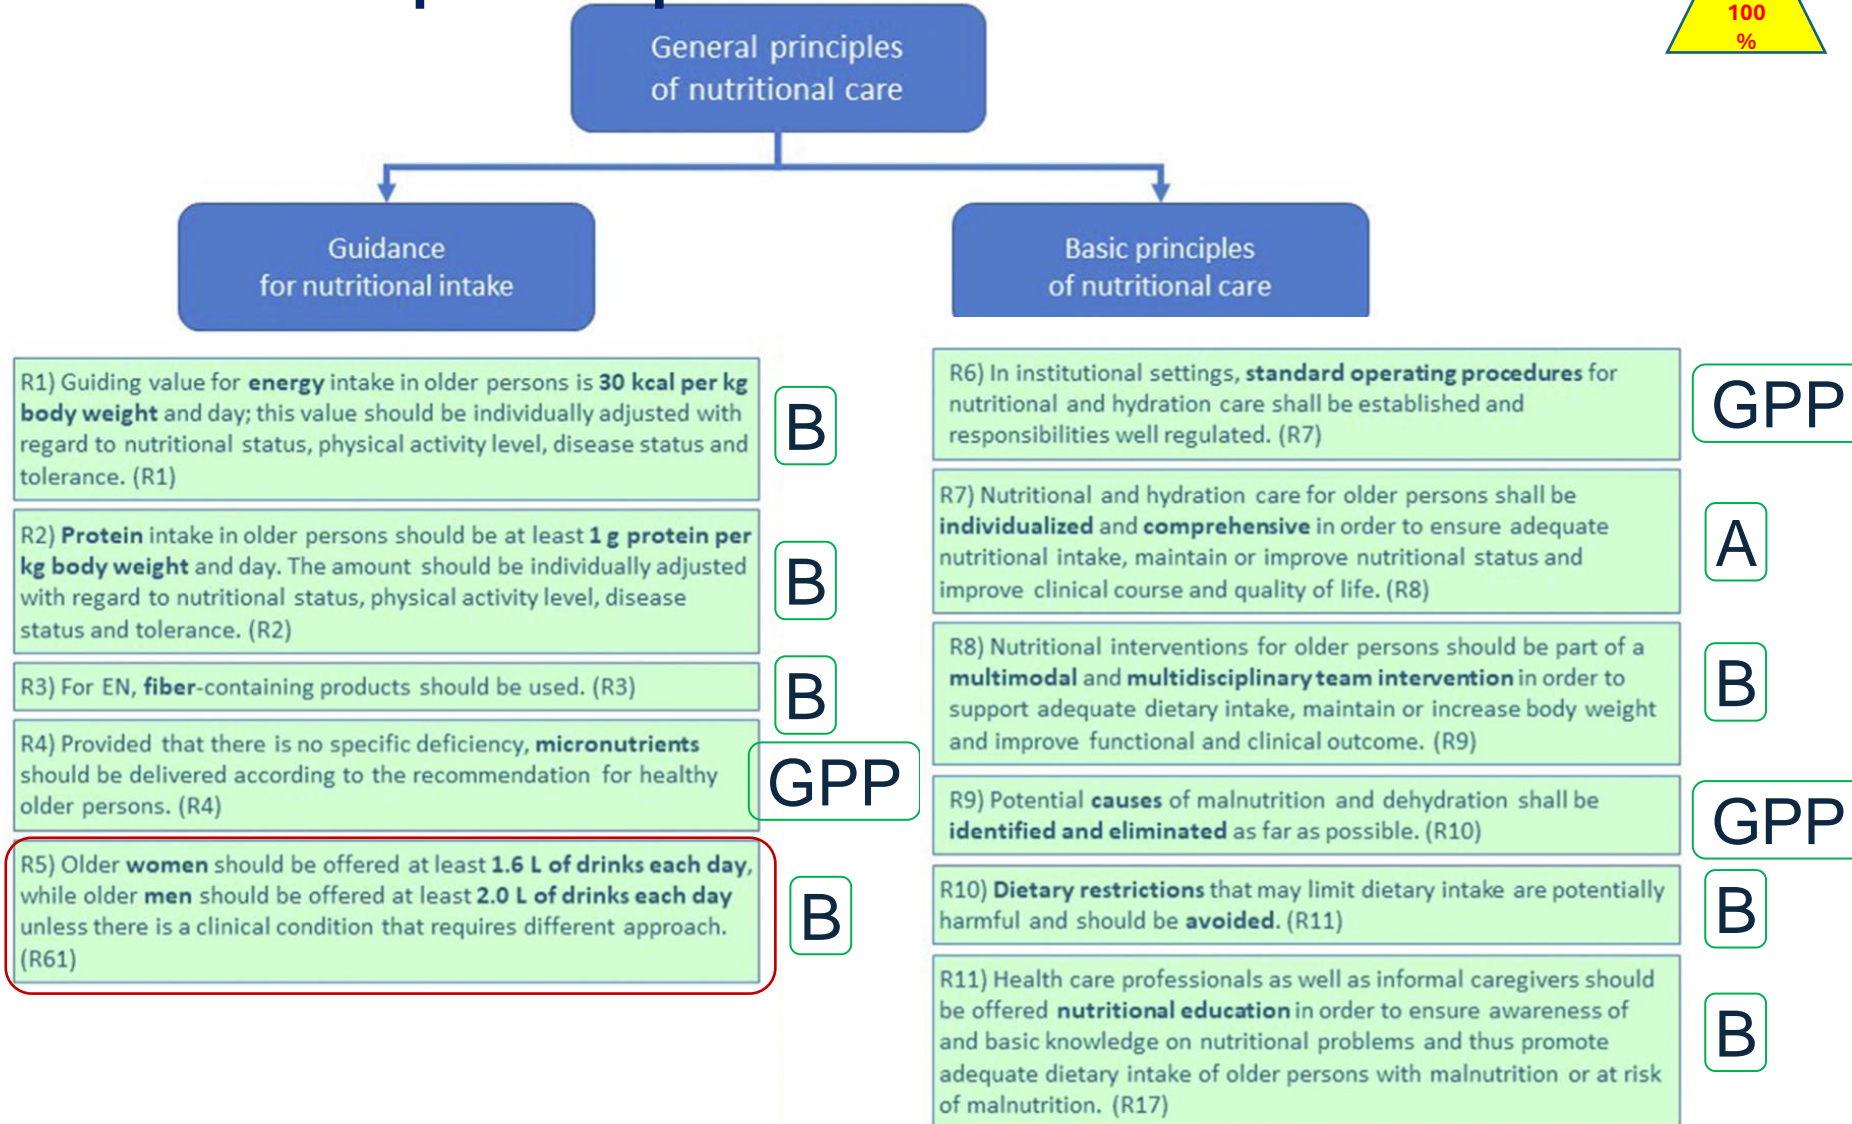 100
%
General principles
of nutritional care
Guidance
for nutritional intake
R1) Guiding value for energy intake in older persons is 30 kcal per kg
body weight and day; this value should be individually adjusted with
regard to nutritional status, physical activity level, disease status and
tolerance. (R1)
B
R2) Protein intake in older persons should be at least 1 g protein per
kg body weight and day. The amount should be individually adjusted
with regard to nutritional status, physical activity level, disease
status and tolerance. (R2)
B
R3) For EN, fiber-containing products should be used. (R3)
B
R4) Provided that there is no specific deficiency, micronutrients
should be delivered according to the recommendation for healthy
older persons. (R4)
GPP
R5) Older women should be offered at least 1.6 L of drinks each day,
while older men should be offered at least 2.0 L of drinks each day
unless there is a clinical condition that requires different approach.
(R61)
B
Basic principles
of nutritional care
R6) In institutional settings, standard operating procedures for
nutritional and hydration care shall be established and
responsibilities well regulated. (R7)
GPP
R7) Nutritional and hydration care for older persons shall be
individualized and comprehensive in order to ensure adequate
nutritional intake, maintain or improve nutritional status and
improve clinical course and quality of life. (R8)
A
R8) Nutritional interventions for older persons should be part of a
multimodal and multidisciplinary team intervention in order to
support adequate dietary intake, maintain or increase body weight
and improve functional and clinical outcome. (R9)
B
R9) Potential causes of malnutrition and dehydration shall be
identified and eliminated as far as possible. (R10)
GPP
R10) Dietary restrictions that may limit dietary intake are potentially
harmful and should be avoided. (R11)
B
R11) Health care professionals as well as informal caregivers should
be offered nutritional education in order to ensure awareness of
and basic knowledge on nutritional problems and thus promote
adequate dietary intake of older persons with malnutrition or at risk
of malnutrition. (R17)
B